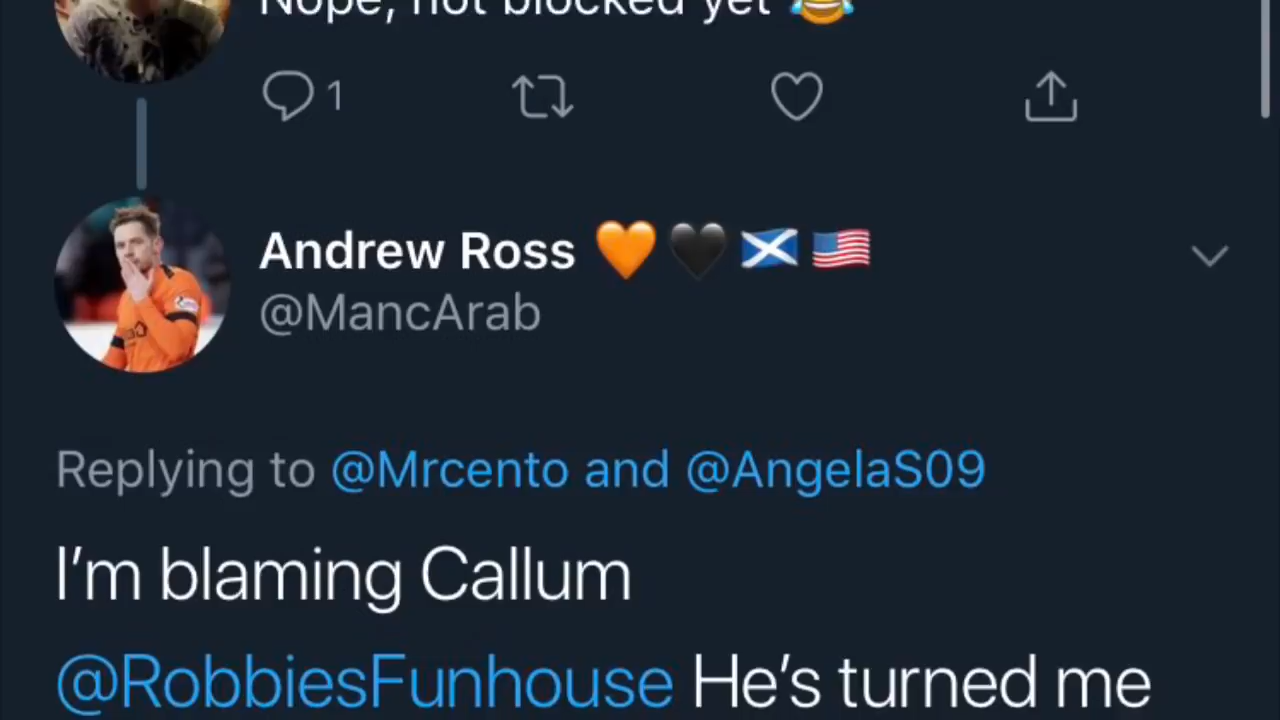 Nope, not blocked yet 😂
1
Andrew Ross 🧡🖤🏴󠁧󠁢󠁳󠁣󠁴󠁿🇺🇸
@MancArab
Replying to @Mrcento and @AngelaS09
I’m blaming Callum
@RobbiesFunhouse He’s turned me